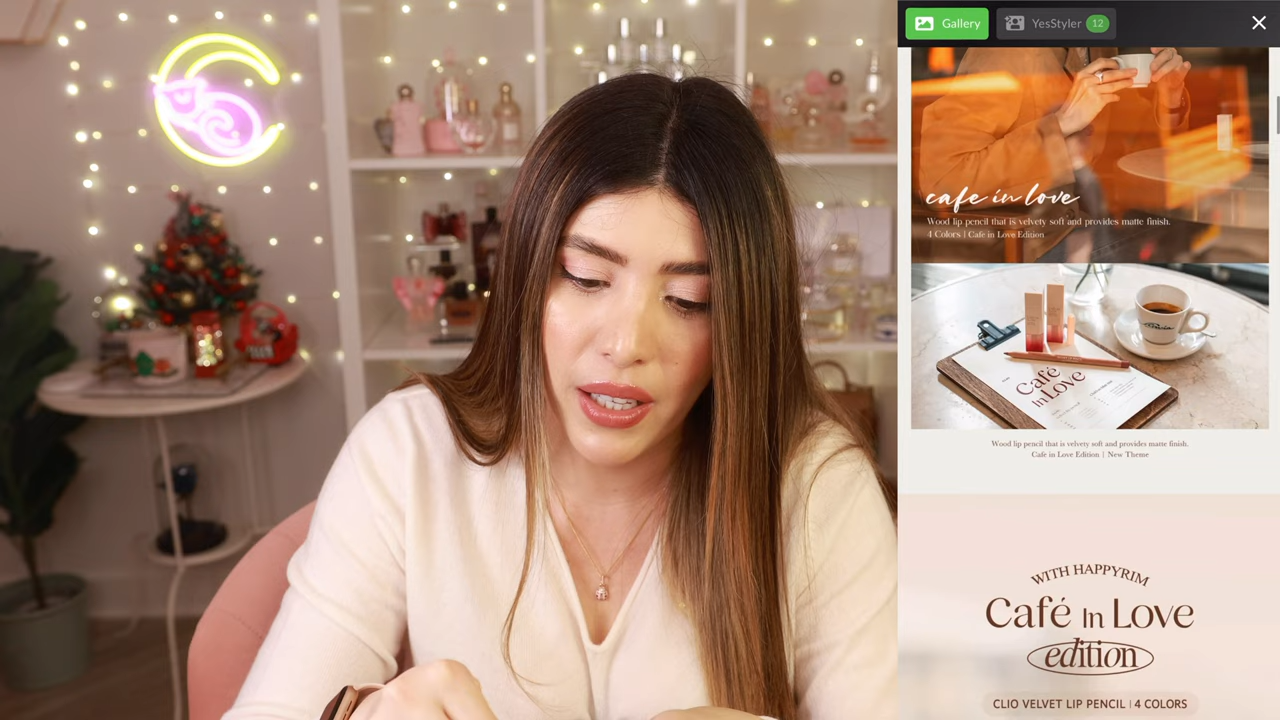 Gallery
YesStyler 12
cafe in love
Wood lip pencil that is velvety soft and provides matte finish.
4 Colors | Cafe in Love Edition
Café
In Love
Wood lip pencil that is velvety soft and provides matte finish.
Cafe in Love Edition | New Theme
WITH HAPPYRIM
Café In Love
edition
CLIO VELVET LIP PENCIL | 4 COLORS